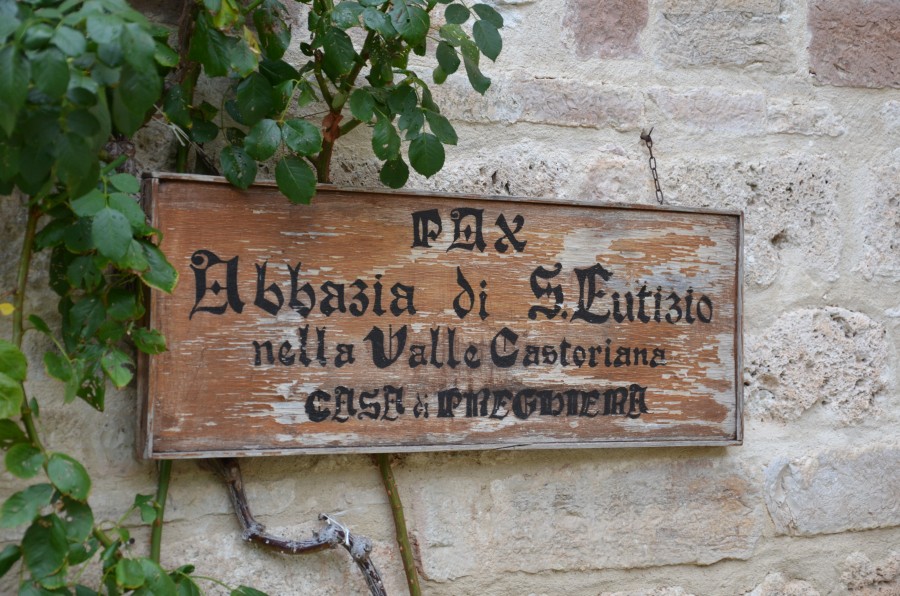 PAX
Abbazia di S. Eutizio
nella Valle Castoriana
CASA di PREGHIERA